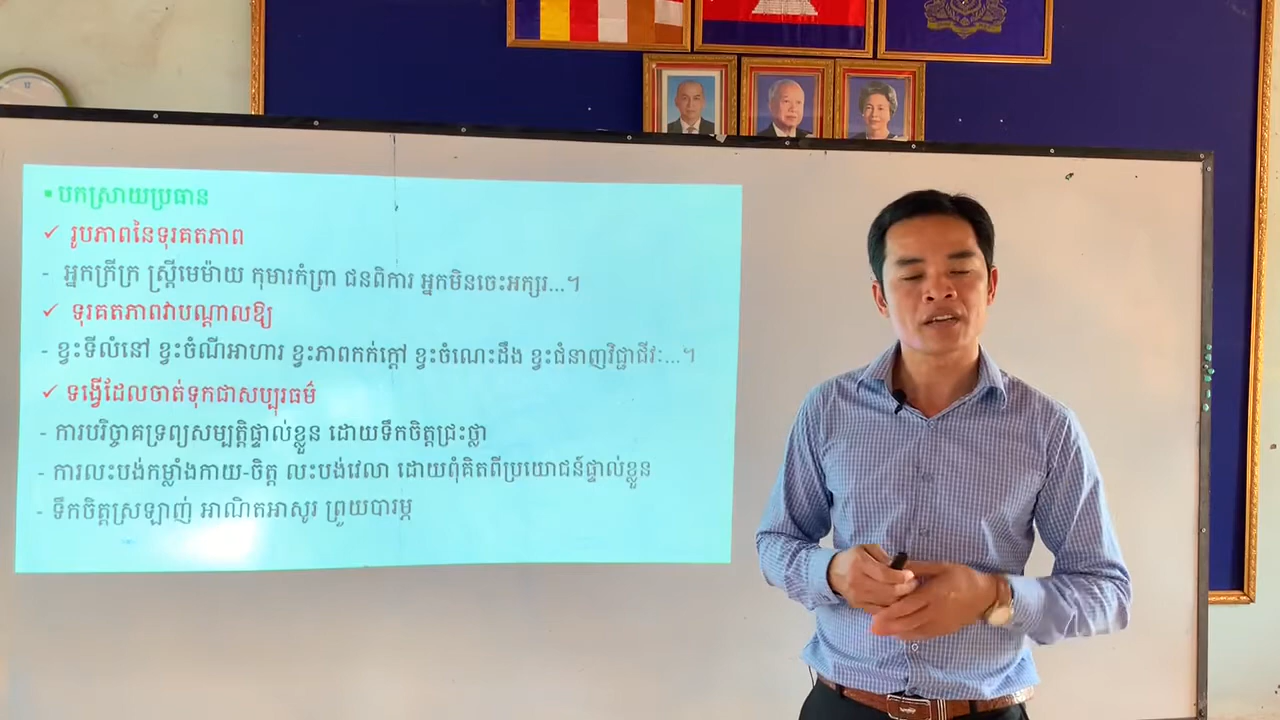 ▪ បកស្រាយប្រធាន
✓ រូបភាពនៃទុរគតភាព
- អ្នកក្រីក្រ ស្ត្រីមេម៉ាយ កុមារកំព្រា ជនពិការ អ្នកមិនចេះអក្សរ...។
✓ ទុរគតភាពវាបណ្ដាលឱ្យ
- ខ្វះទីលំនៅ ខ្វះចំណីអាហារ ខ្វះភាពកក់ក្ដៅ ខ្វះចំណេះដឹង ខ្វះជំនាញវិជ្ជាជីវៈ...។
✓ ទង្វើដែលចាត់ទុកជាសប្បុរធម៌
- ការបរិច្ចាគទ្រព្យសម្បត្តិផ្ទាល់ខ្លួន ដោយទឹកចិត្តជ្រះថ្លា
- ការលះបង់កម្លាំងកាយ-ចិត្ត លះបង់វេលា ដោយពុំគិតពីប្រយោជន៍ផ្ទាល់ខ្លួន
- ទឹកចិត្តស្រឡាញ់ អាណិតអាសូរ ព្រួយបារម្ភ